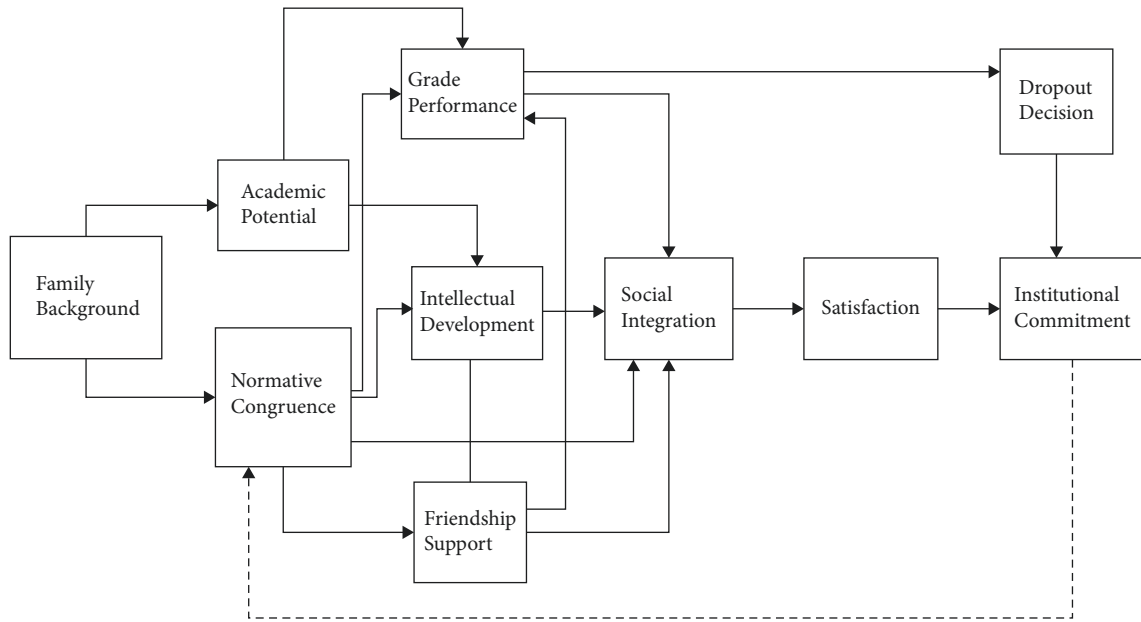 Grade
Performance
Dropout
Decision
Academic
Potential
Family
Background
Intellectual
Development
Social
Integration
Satisfaction
Institutional
Commitment
Normative
Congruence
Friendship
Support